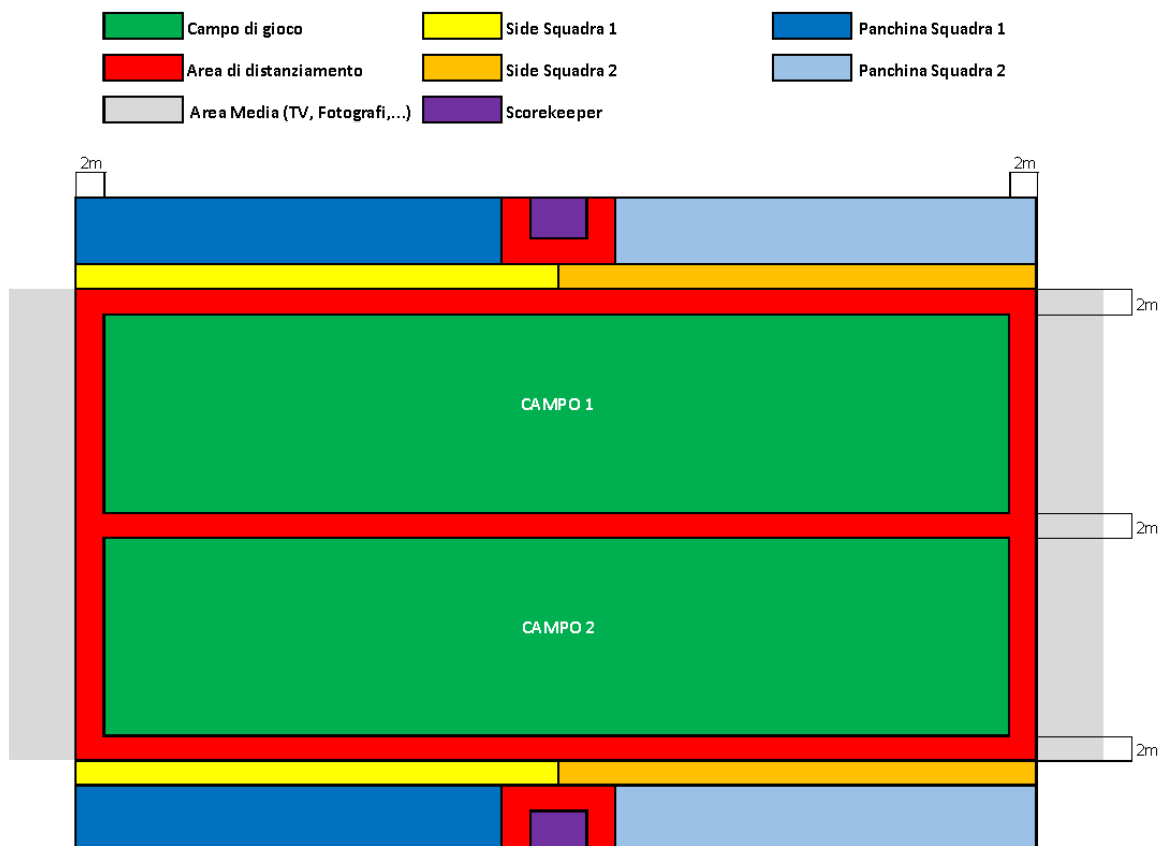 Campo di gioco
Side Squadra 1
Panchina Squadra 1
Area di distanziamento
Side Squadra 2
Panchina Squadra 2
Area Media (TV, Fotografi,...)
Scorekeeper
2m
2m
2m
CAMPO 1
2m
CAMPO 2
2m